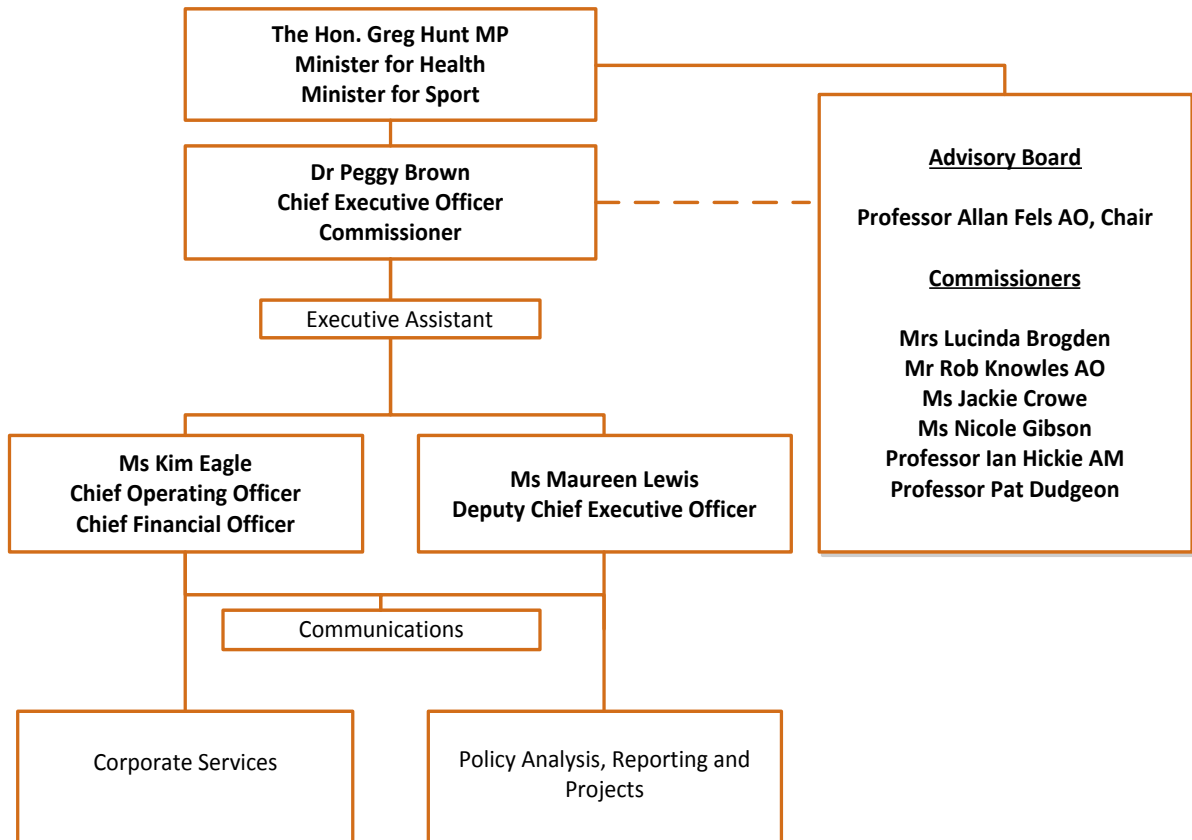 The Hon. Greg Hunt MP
Minister for Health
Minister for Sport
Dr Peggy Brown
Chief Executive Officer
Commissioner
Advisory Board
Professor Allan Fels AO, Chair
Commissioners
Mrs Lucinda Brogden
Mr Rob Knowles AO
Ms Jackie Crowe
Ms Nicole Gibson
Professor Ian Hickie AM
Professor Pat Dudgeon
Executive Assistant
Ms Kim Eagle
Chief Operating Officer
Chief Financial Officer
Ms Maureen Lewis
Deputy Chief Executive Officer
Communications
Corporate Services
Policy Analysis, Reporting and
Projects